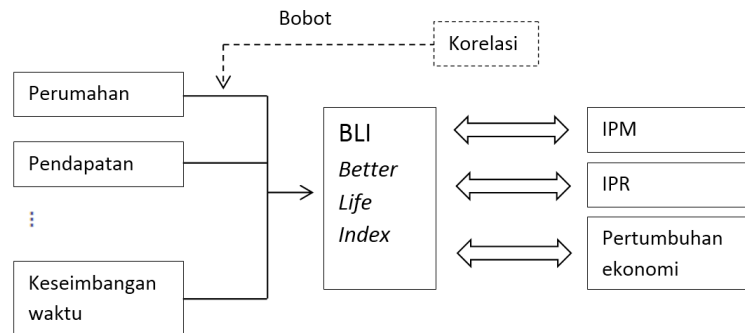 Bobot
Korelasi
Perumahan
Pendapatan
Keseimbangan
waktu
BLI
Better
Life
Index
IPM
IPR
Pertumbuhan
ekonomi